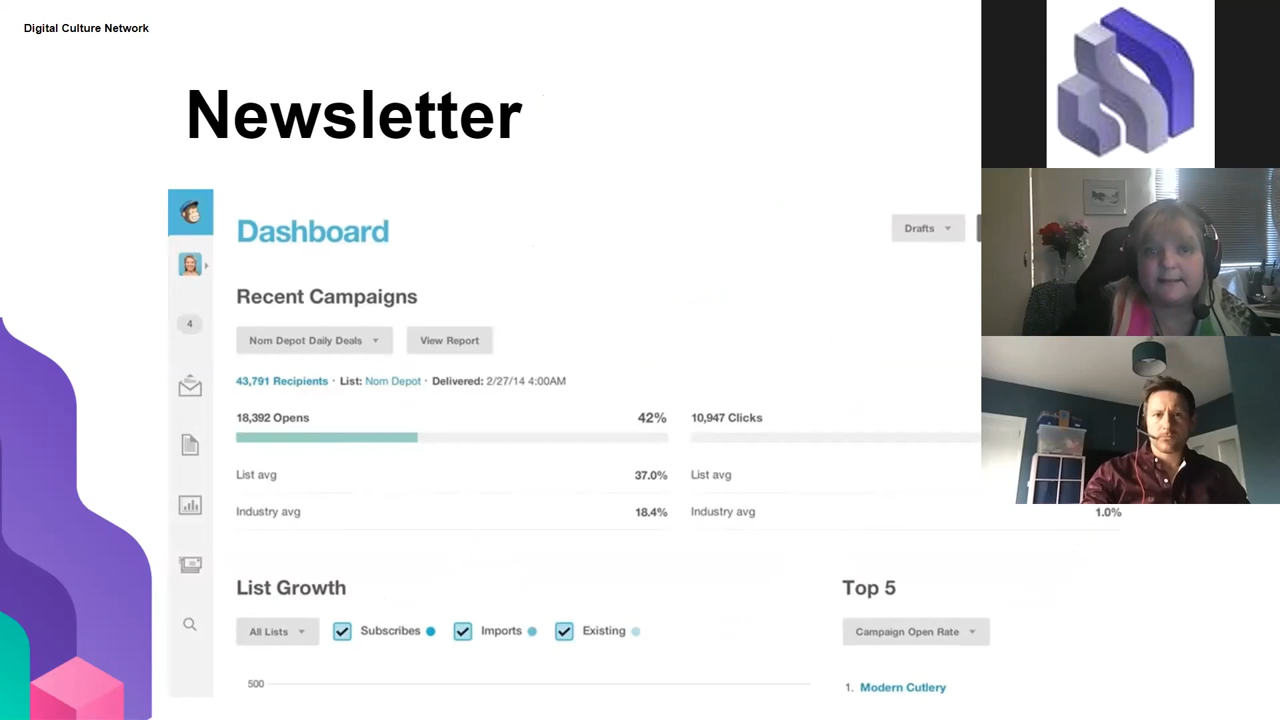 Digital Culture Network
Newsletter
Dashboard
Drafts
4
Recent Campaigns
Nom Depot Daily Deals
View Report
43,791 Recipients · List: Nom Depot · Delivered: 2/27/14 4:00AM
18,392 Opens 42% 10,947 Clicks
List avg 37.0% List avg
Industry avg 18.4% Industry avg 1.0%
List Growth Top 5
All Lists Subscribes Imports Existing Campaign Open Rate
500 1. Modern Cutlery